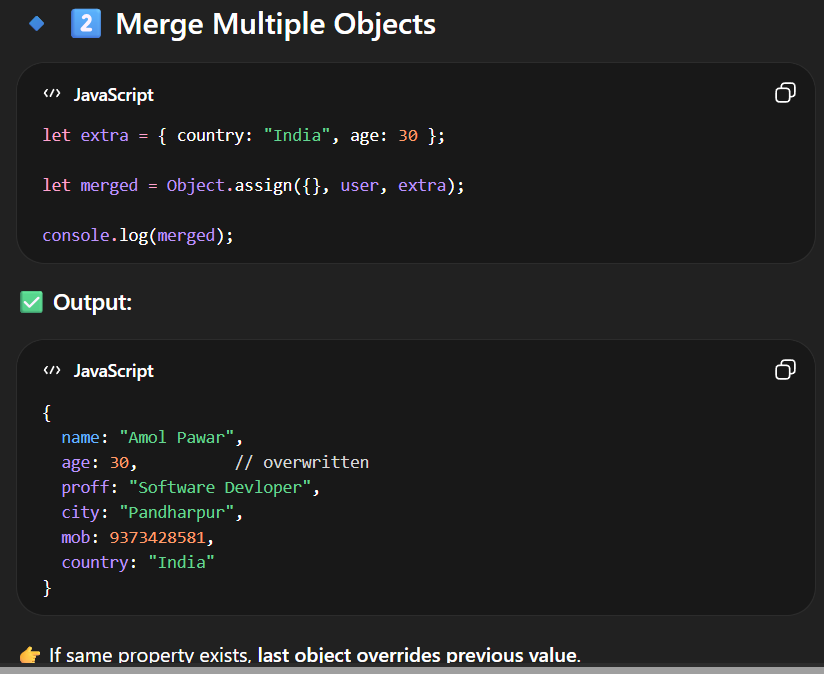 2 Merge Multiple Objects
</> JavaScript
let extra = { country: "India", age: 30 };
let merged = Object.assign({}, user, extra);
console.log(merged);
Output:
</> JavaScript
{
  name: "Amol Pawar",
  age: 30,          // overwritten
  proff: "Software Devloper",
  city: "Pandharpur",
  mob: 9373428581,
  country: "India"
}
If same property exists, last object overrides previous value.